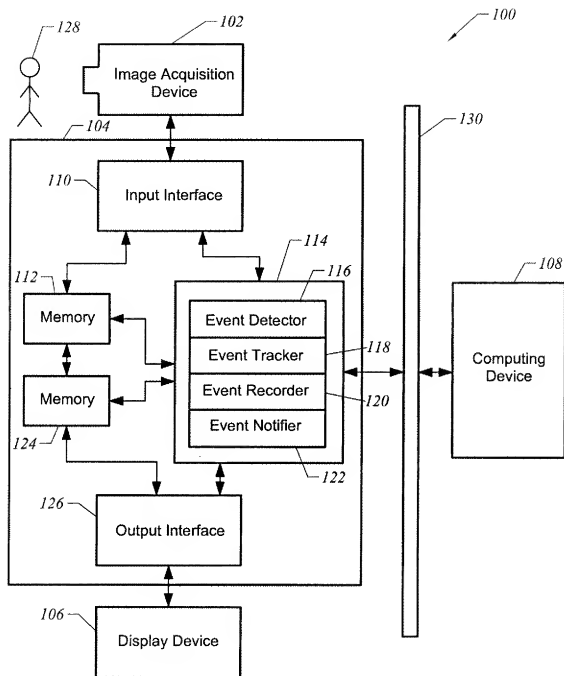 128
102
100
Image Acquisition
Device
104
130
110
Input Interface
114
116
108
112
Memory
Event Detector
Event Tracker
118
Computing
Device
Memory
Event Recorder
120
124
Event Notifier
122
126
Output Interface
106
Display Device